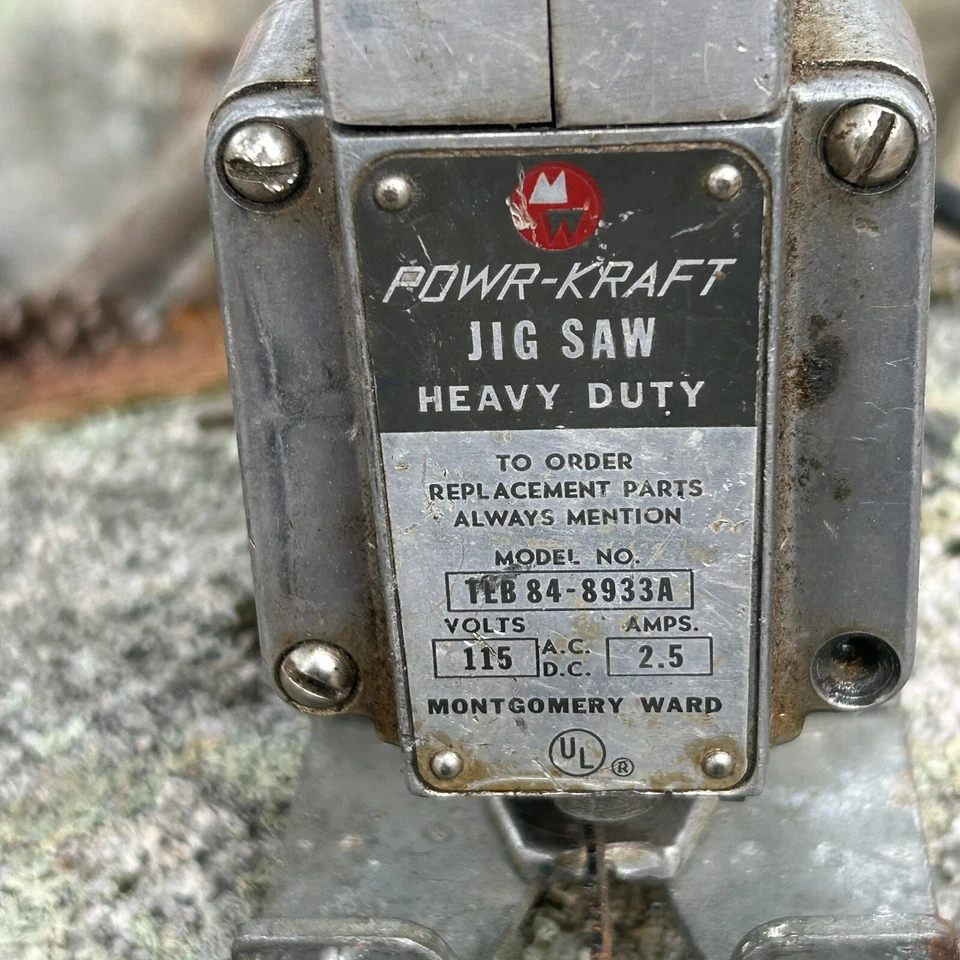 MW
POWR-KRAFT
JIG SAW
HEAVY DUTY
TO ORDER
REPLACEMENT PARTS
ALWAYS MENTION
MODEL NO.
TEB 84-8933A
VOLTS AMPS.
115 A.C. D.C. 2.5
MONTGOMERY WARD
UL ®